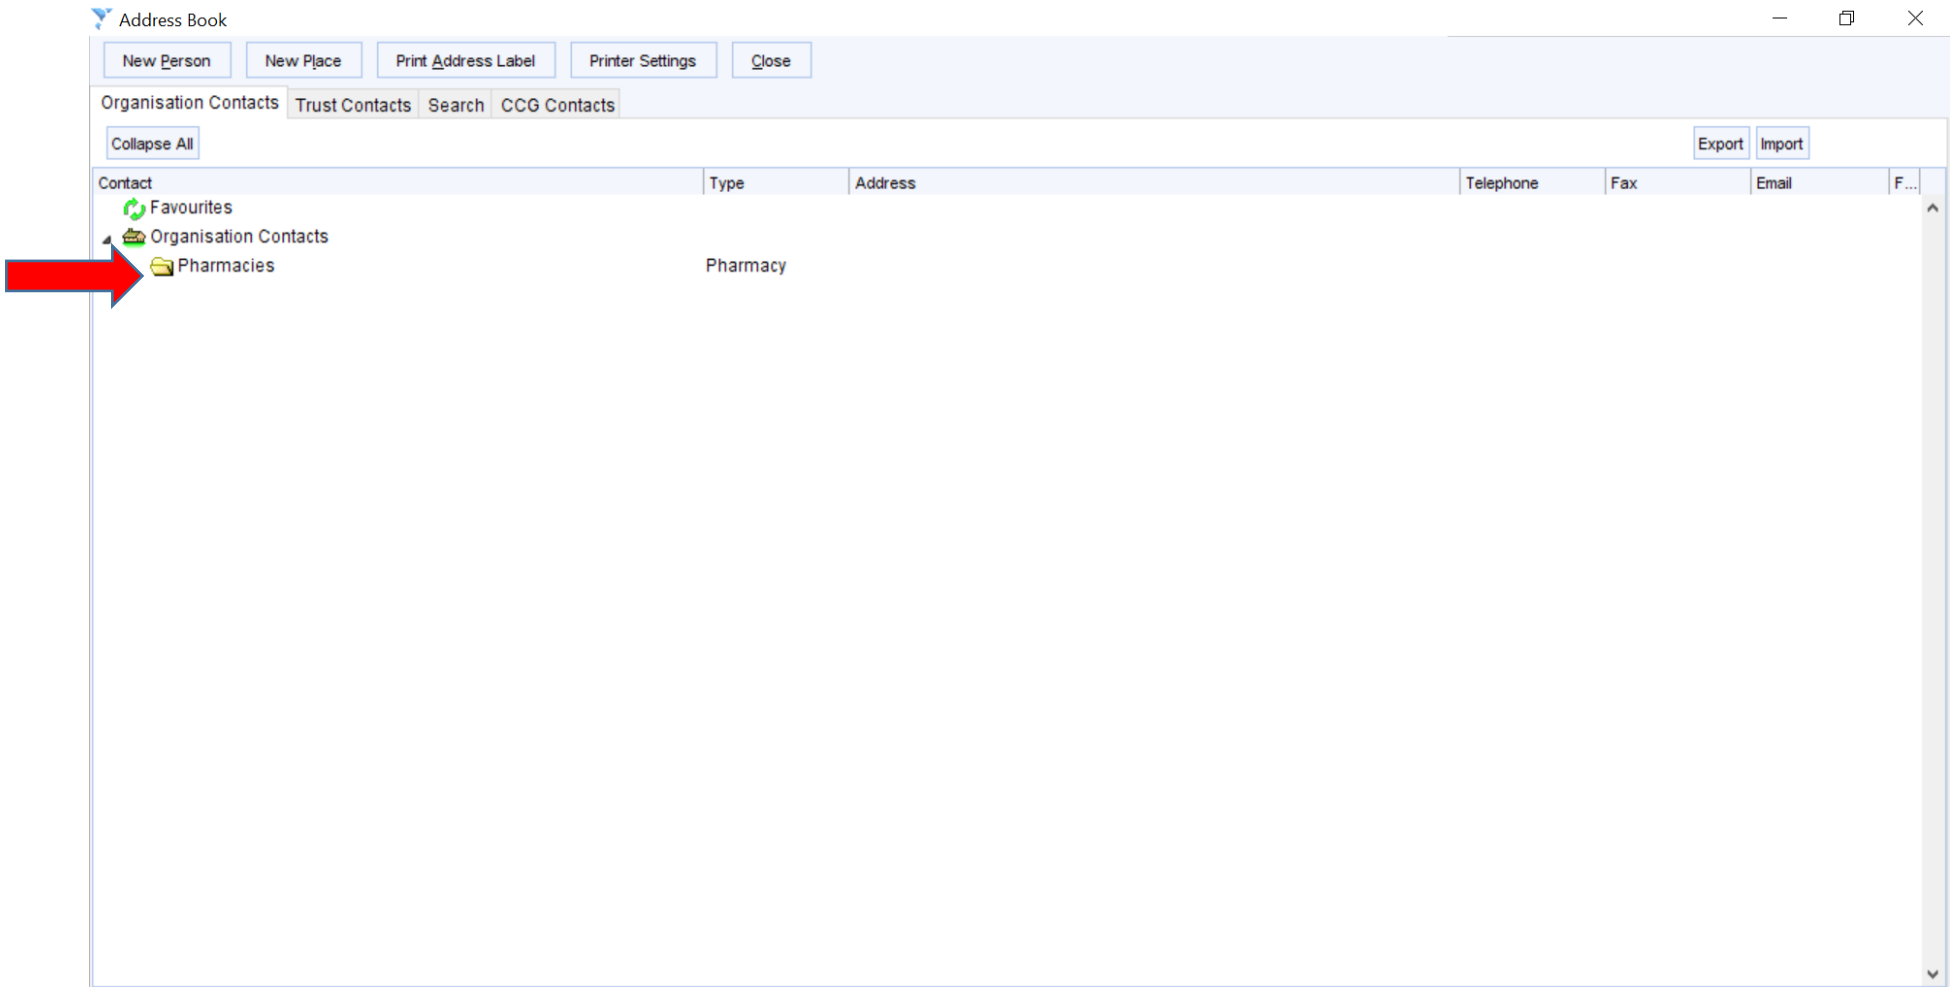 Address Book
New Person New Place Print Address Label Printer Settings Close
Organisation Contacts Trust Contacts Search CCG Contacts
Collapse All Export Import
Contact Type Address Telephone Fax Email F...
Favourites
Organisation Contacts
Pharmacies Pharmacy